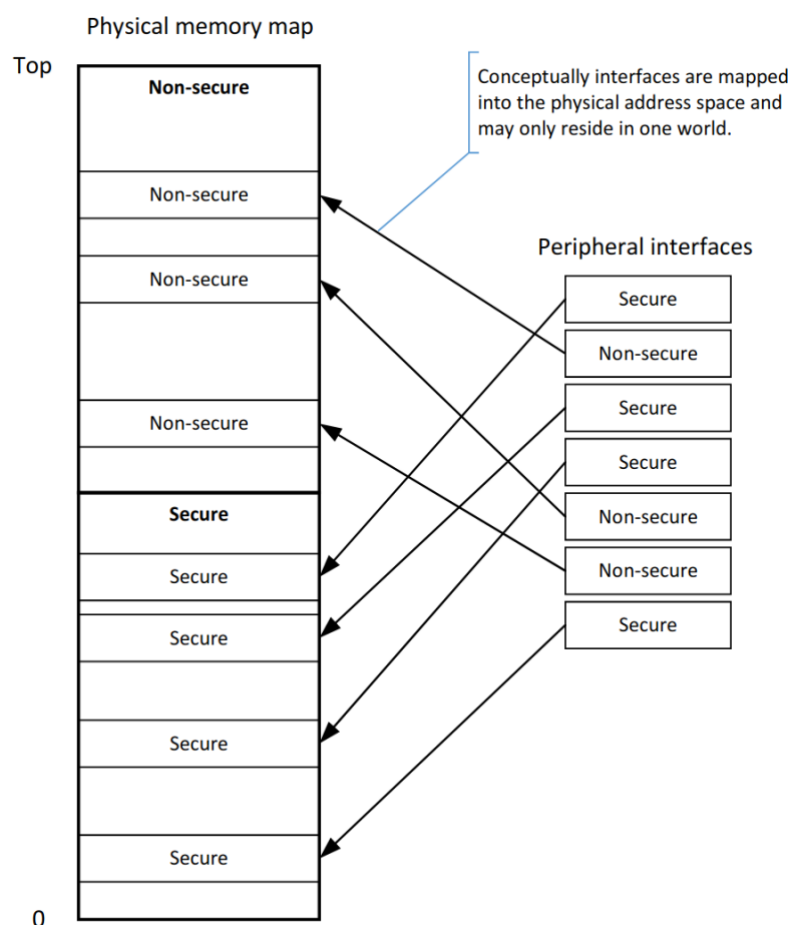 Physical memory map
Top
Non-secure
Conceptually interfaces are mapped
into the physical address space and
may only reside in one world.
Non-secure
Non-secure
Non-secure
Secure
Secure
Secure
Secure
Secure
0
Peripheral interfaces
Secure
Non-secure
Secure
Secure
Non-secure
Non-secure
Secure